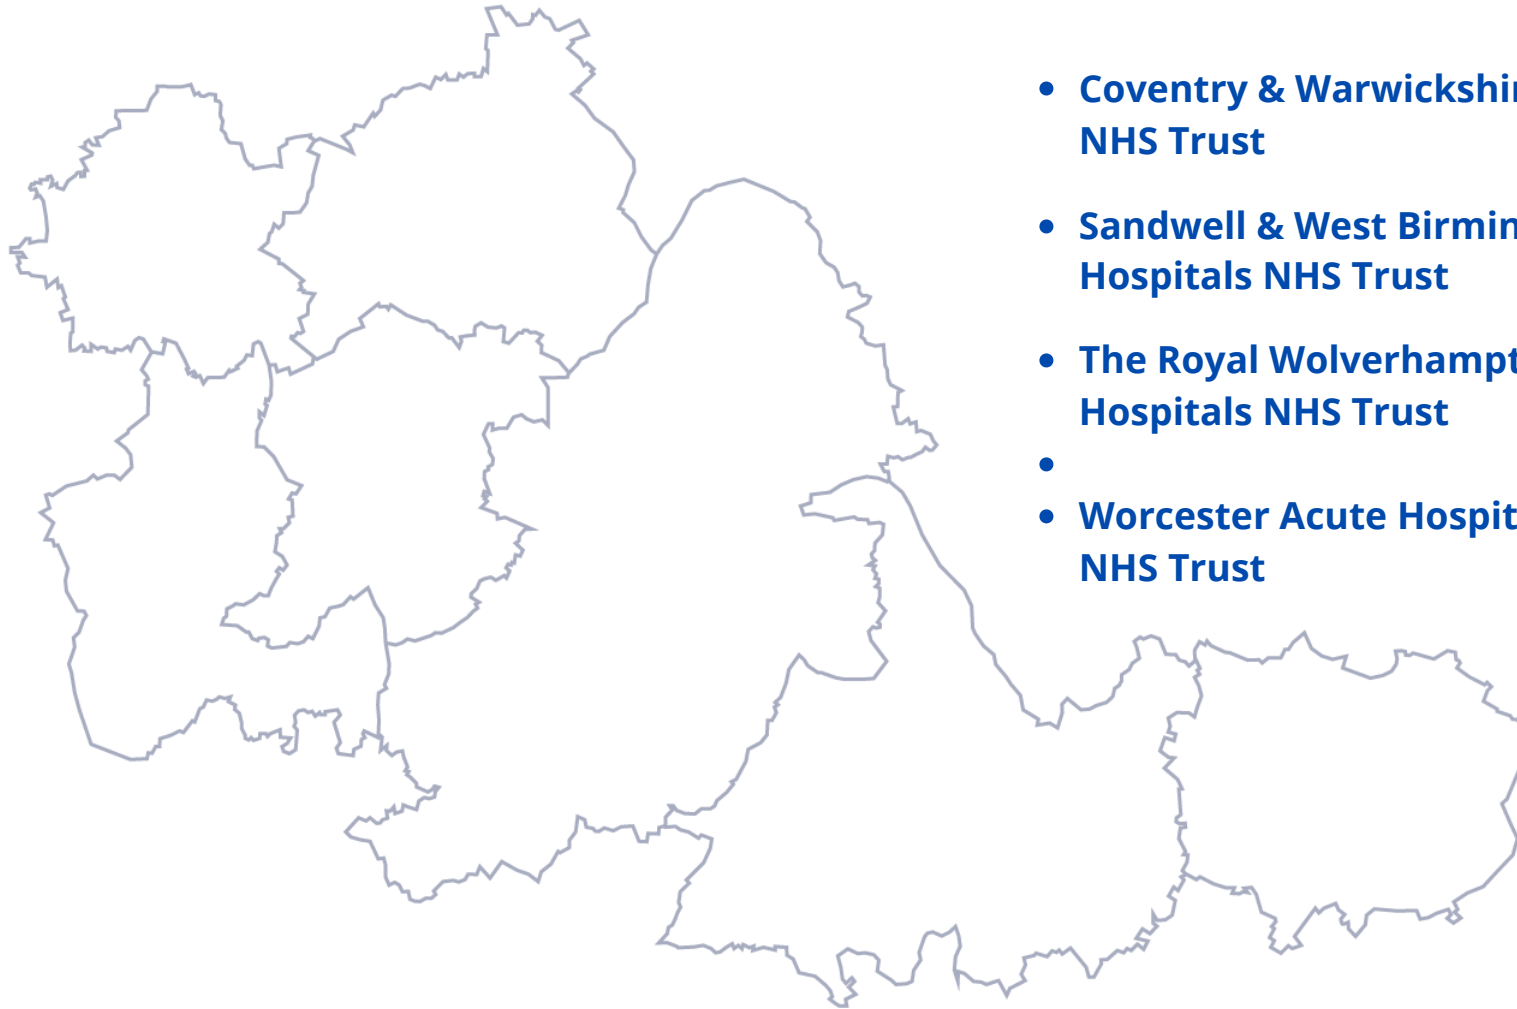 • Coventry & Warwickshir
NHS Trust
• Sandwell & West Birmin
Hospitals NHS Trust
• The Royal Wolverhampt
Hospitals NHS Trust
•
• Worcester Acute Hospit
NHS Trust